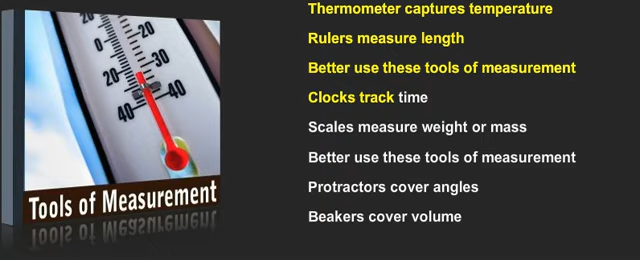 20
0
20
30
20
40
40
Tools of Measurement
Thermometer captures temperature
Rulers measure length
Better use these tools of measurement
Clocks track time
Scales measure weight or mass
Better use these tools of measurement
Protractors cover angles
Beakers cover volume